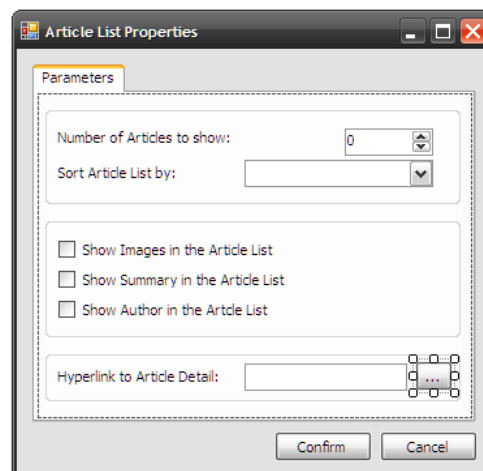 Article List Properties
Parameters
Number of Articles to show:
0
Sort Article List by:
Show Images in the Article List
Show Summary in the Article List
Show Author in the Artcle List
Hyperlink to Article Detail:
...
Confirm
Cancel